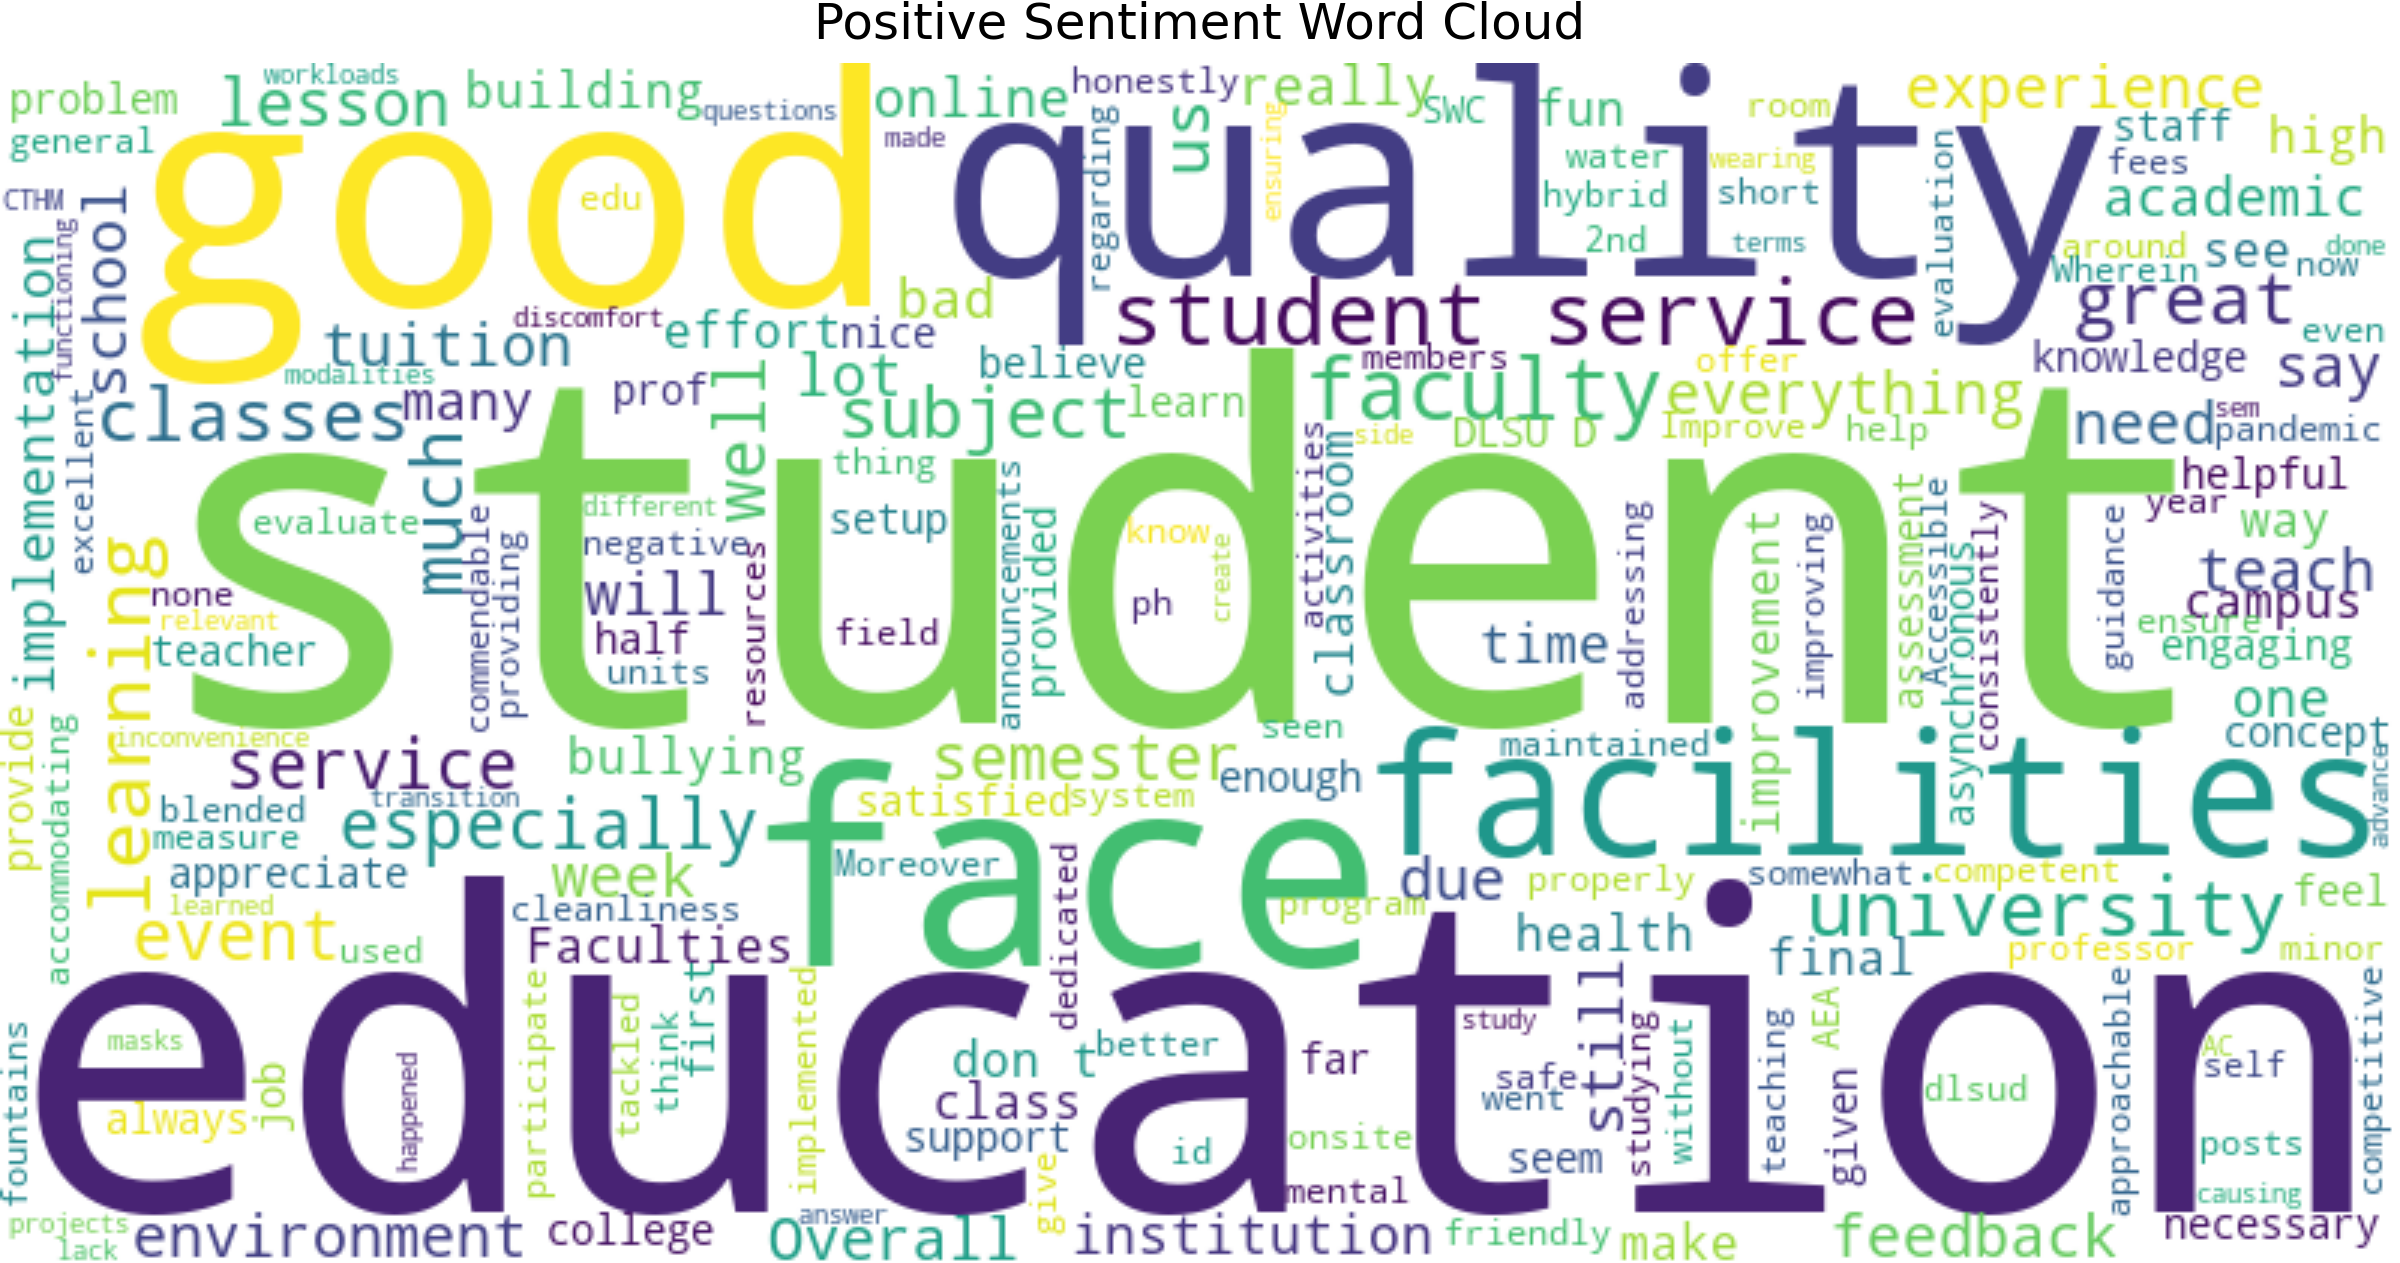 Positive Sentiment Word Cloud
problem
workloads
lesson
building
questions
online
honestly
really
SWC
fun
room
experience
staff
high
general
good
edu
made
quality
regarding
us
ensuring
water
wearing
hybrid
short
2nd
terms
evaluation
fees
academic
around
see
done
Wherein
now
CTHM
functioning
school
implementation
tuition
discomfort
effort
nice
bad
student service
great
even
modalities
many
prof
well
lot
believe
members
offer
knowledge
say
classes
excellent
much
subject
learn
faculty
everything
side
DLSU D
Improve
help
need
sem
pandemic
student
thing
evaluate
different
negative
setup
announcements
provided
know
create
ph
activities
classroom
addressing
improvement
improving
assessment
Accessible
asynchronous
consistently
guidance
helpful
year
way
teach
campus
ensure
engaging
one
none
relevant
teacher
learning
commendable
providing
will
half
units
resources
field
time
inconvenience
service
bullying
semester
seen
enough
maintained
facilities
concept
advance
provide
accommodating
blended
transition
measure
especially
satisfied
system
face
appreciate
week
Moreover
dedicated
program
due
properly
somewhat
competent
feel
learned
cleanliness
event
used
Faculties
health
university
final
professor
minor
education
masks
always
job
happened
participate
tackled
think
first
implemented
don t
better
class
support
id
give
far
onsite
mental
study
safe
went
seem
still
studying
without
teaching
given
AEA
dlsud
approachable
AC
self
posts
causing
competitive
fountains
projects
lack
environment
college
answer
Overall
institution
friendly
make
feedback
necessary